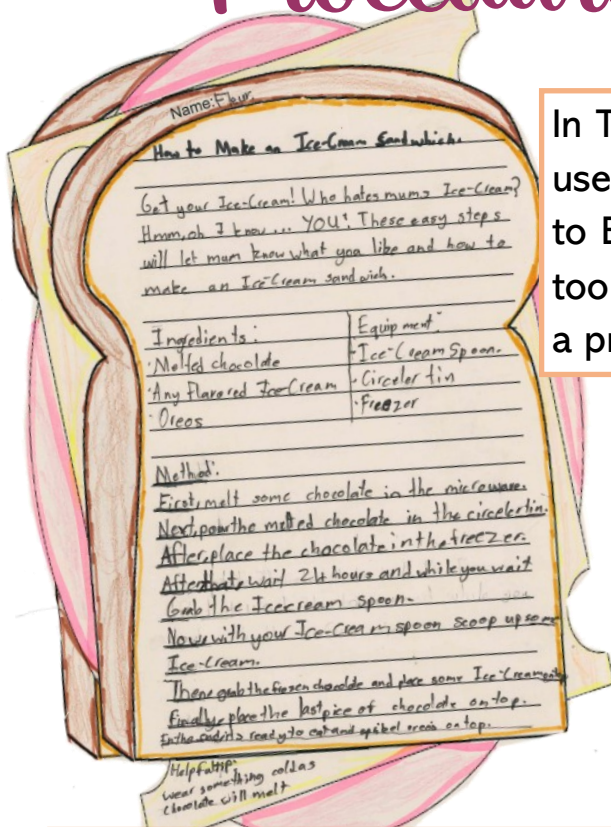 Procedur
Name: Flour
How to Make an Ice-Cream Sandwhich.
Get your Ice-Cream! Who hates mums Ice-Cream?
Hmm, oh I know... YOU! These easy steps
will let mum know what you like and how to
make an Ice-Cream sandwich.
Ingredients:
·Melted chocolate
·Any Flavored Ice-Cream
·Oreos
Equipment:
·Ice-Cream Spoon.
·Circeler tin
·Freezer
Method:
First, melt some chocolate in the microwave.
Next, pour the melted chocolate in the circeler tin.
After, place the chocolate in the freezer.
After that, wait 24 hours and while you wait
Grab the Icecream spoon.
Now, with your Ice-Cream spoon scoop up some
Ice-Cream.
Then, grab the frozen chocolate and place some Ice-Cream
Finally, place the last pice of chocolate on top.
In the end it's ready to eat and oreos on top.
Helpful tip:
wear something cold as
chocolate will melt
In T
use
to E
too
a pr